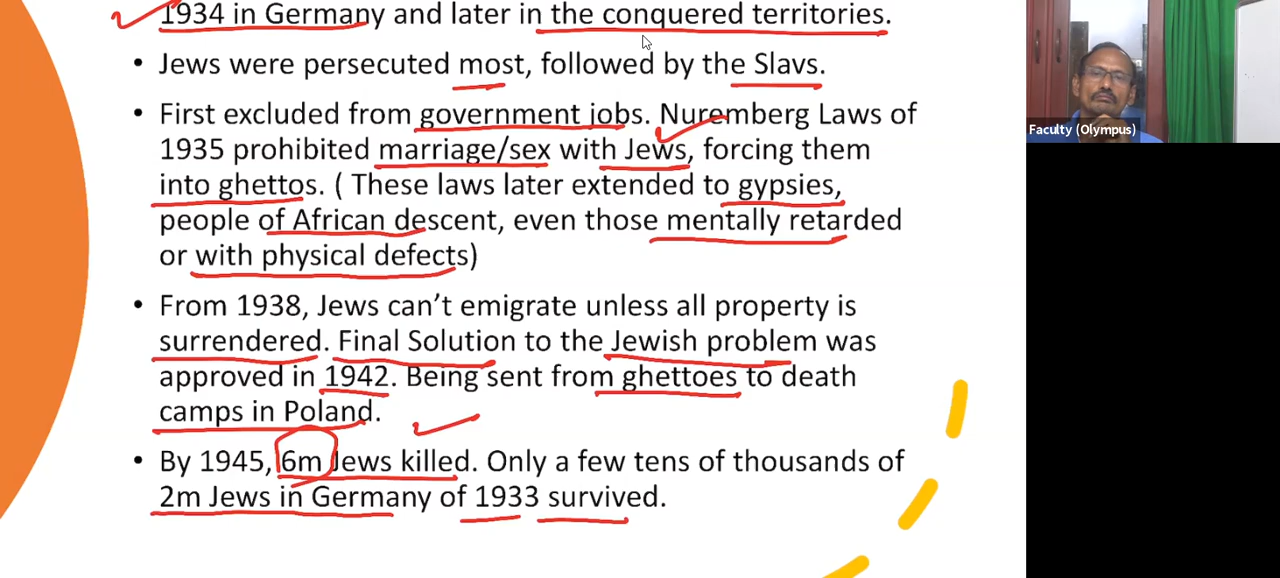 1934 in Germany and later in the conquered territories.
• Jews were persecuted most, followed by the Slavs.
• First excluded from government jobs. Nuremberg Laws of
1935 prohibited marriage/sex with Jews, forcing them
into ghettos. ( These laws later extended to gypsies,
people of African descent, even those mentally retarded
or with physical defects)
• From 1938, Jews can’t emigrate unless all property is
surrendered. Final Solution to the Jewish problem was
approved in 1942. Being sent from ghettoes to death
camps in Poland.
• By 1945, 6m Jews killed. Only a few tens of thousands of
2m Jews in Germany of 1933 survived.
Faculty (Olympus)